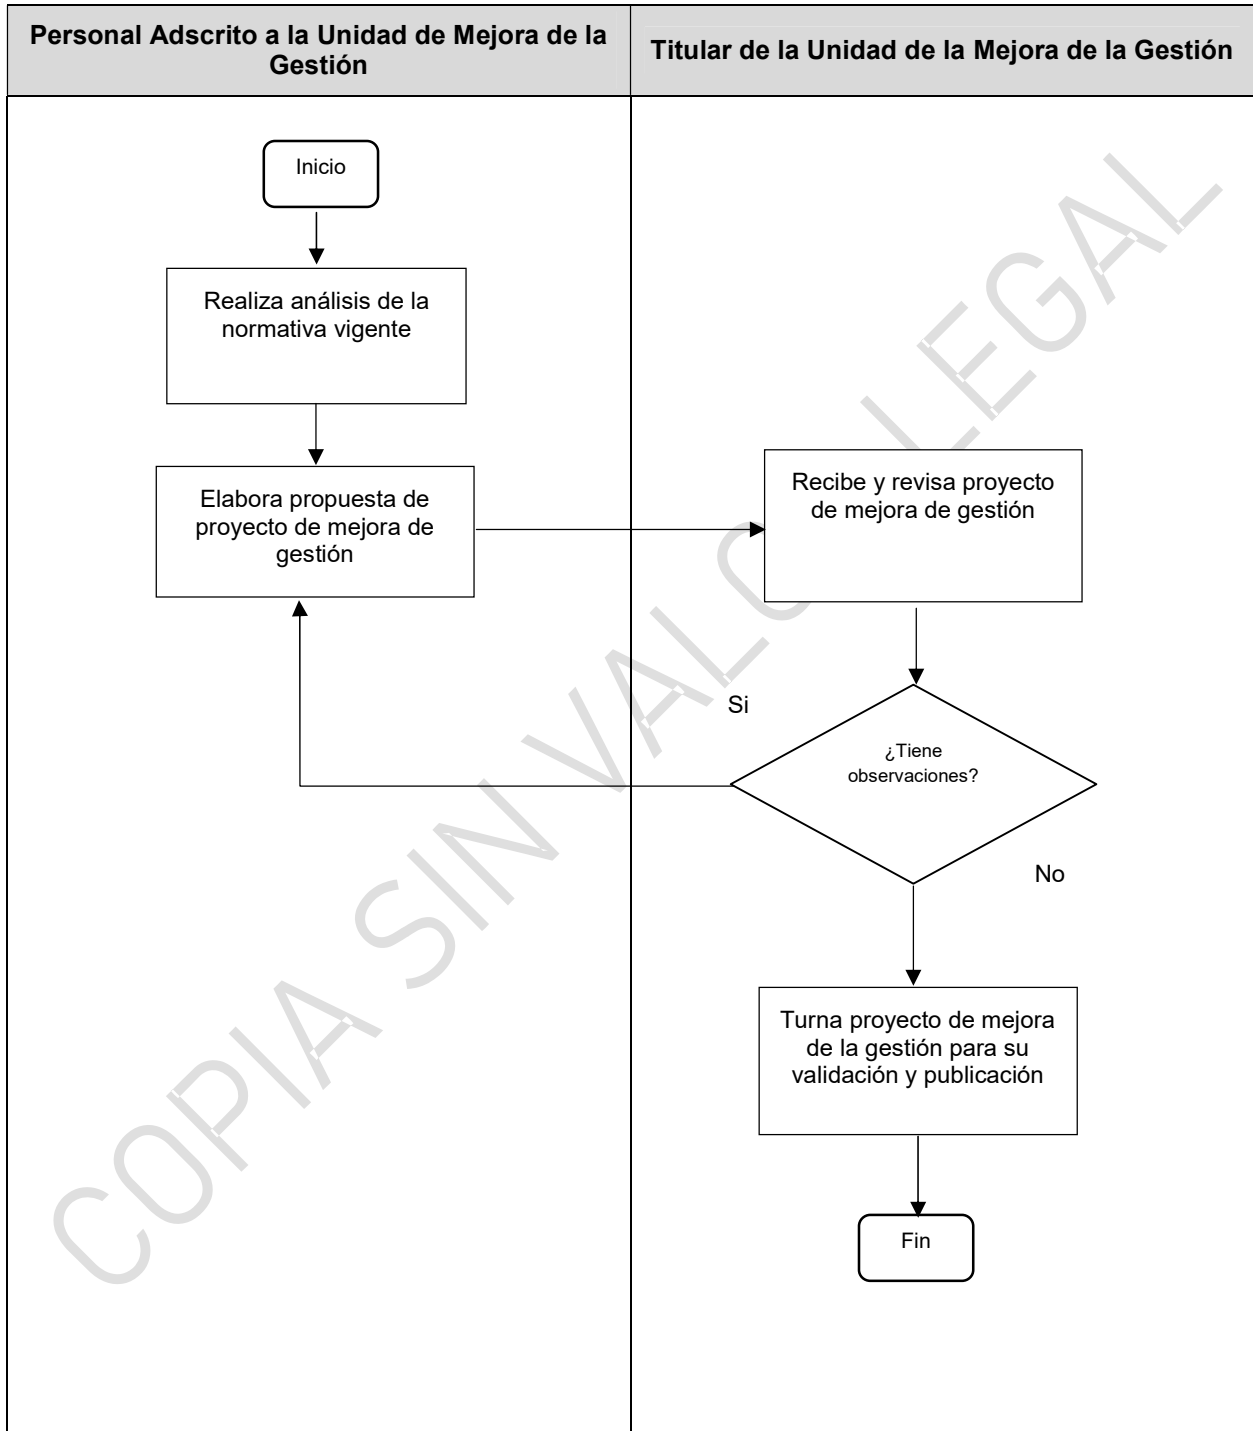 Personal Adscrito a la Unidad de Mejora de la
Gestión
Titular de la Unidad de la Mejora de la Gestión
Inicio
Realiza análisis de la
normativa vigente
Elabora propuesta de
proyecto de mejora de
gestión
Recibe y revisa proyecto
de mejora de gestión
Si
¿Tiene
observaciones?
No
Turna proyecto de mejora
de la gestión para su
validación y publicación
Fin
COPIA SIN VALOR LEGAL